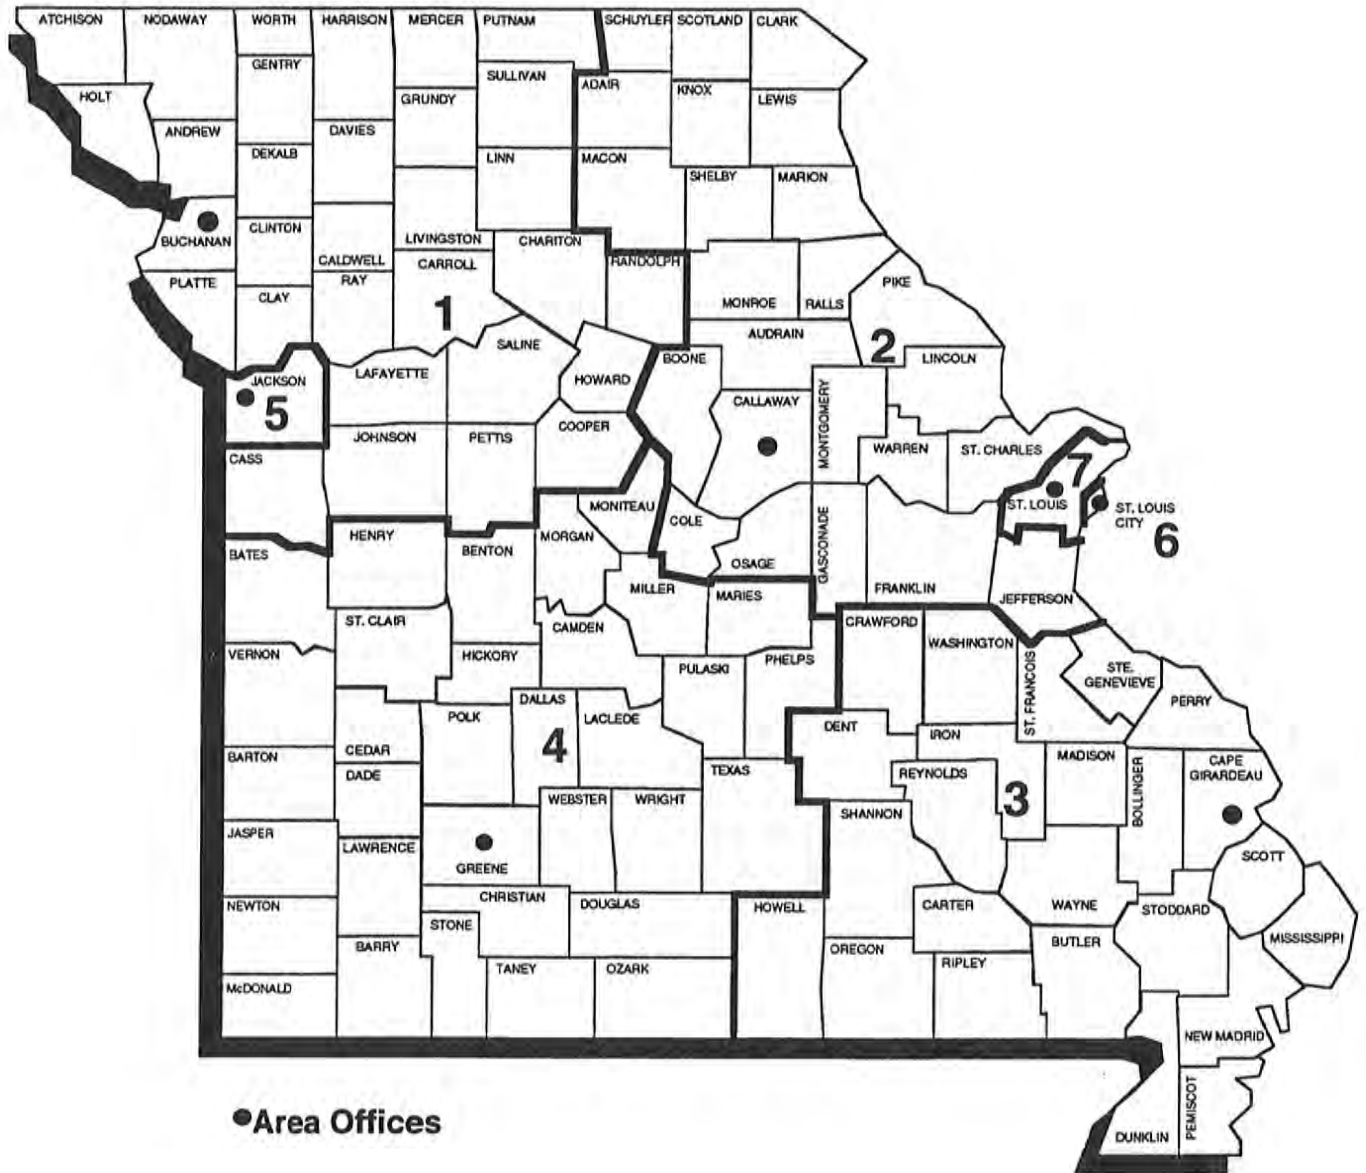 ATCHISON
NODAWAY
WORTH
HARRISON
MERCER
PUTNAM
SCHUYLER
SCOTLAND
CLARK
GENTRY
SULLIVAN
ADAIR
KNOX
HOLT
GRUNDY
LEWIS
ANDREW
DAVIES
DEKALB
LINN
MACON
SHELBY
MARION
BUCHANAN
CLINTON
LIVINGSTON
CHARITON
CALDWELL
CARROLL
RANDOLPH
PLATTE
RAY
PIKE
CLAY
1
MONROE
RALLS
AUDRAIN
SALINE
2
BOONE
LINCOLN
JACKSON
LAFAYETTE
HOWARD
5
CALLAWAY
MONTGOMERY
COOPER
JOHNSON
PETTIS
WARREN
ST. CHARLES
CASS
7
MONITEAU
ST. LOUIS
ST. LOUIS
CITY
COLE
GASCONADE
HENRY
MORGAN
6
BATES
BENTON
OSAGE
MILLER
MARIES
FRANKLIN
JEFFERSON
ST. CLAIR
CAMDEN
CRAWFORD
WASHINGTON
VERNON
HICKORY
PULASKI
PHELPS
ST. FRANCOIS
STE.
GENEVIEVE
PERRY
DALLAS
POLK
LACLEDE
DENT
IRON
4
CEDAR
BARTON
MADISON
BOLLINGER
CAPE
GIRARDEAU
DADE
TEXAS
REYNOLDS
3
WEBSTER
WRIGHT
SHANNON
JASPER
LAWRENCE
SCOTT
GREENE
CHRISTIAN
DOUGLAS
NEWTON
HOWELL
CARTER
WAYNE
STODDARD
STONE
BARRY
OREGON
BUTLER
MISSISSIPPI
TANEY
OZARK
RIPLEY
McDONALD
NEW MADRID
PEMISCOT
DUNKLIN
Area Offices